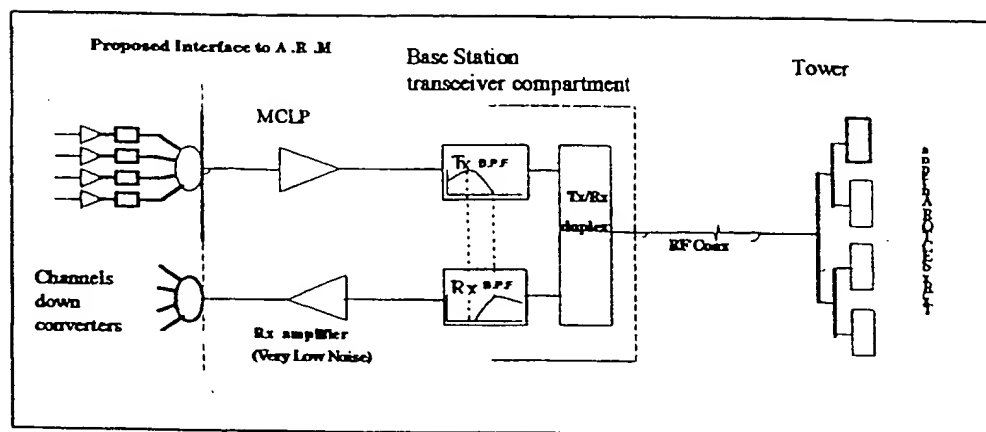 Proposed Interface to A.R.M
Base Station
transceiver compartment
Tower
MCLP
Tx B.P.F
Tx/Rx
duplex
RF Coax
Rx B.P.F
Channels
down
converters
Rx amplifier
(Very Low Noise)